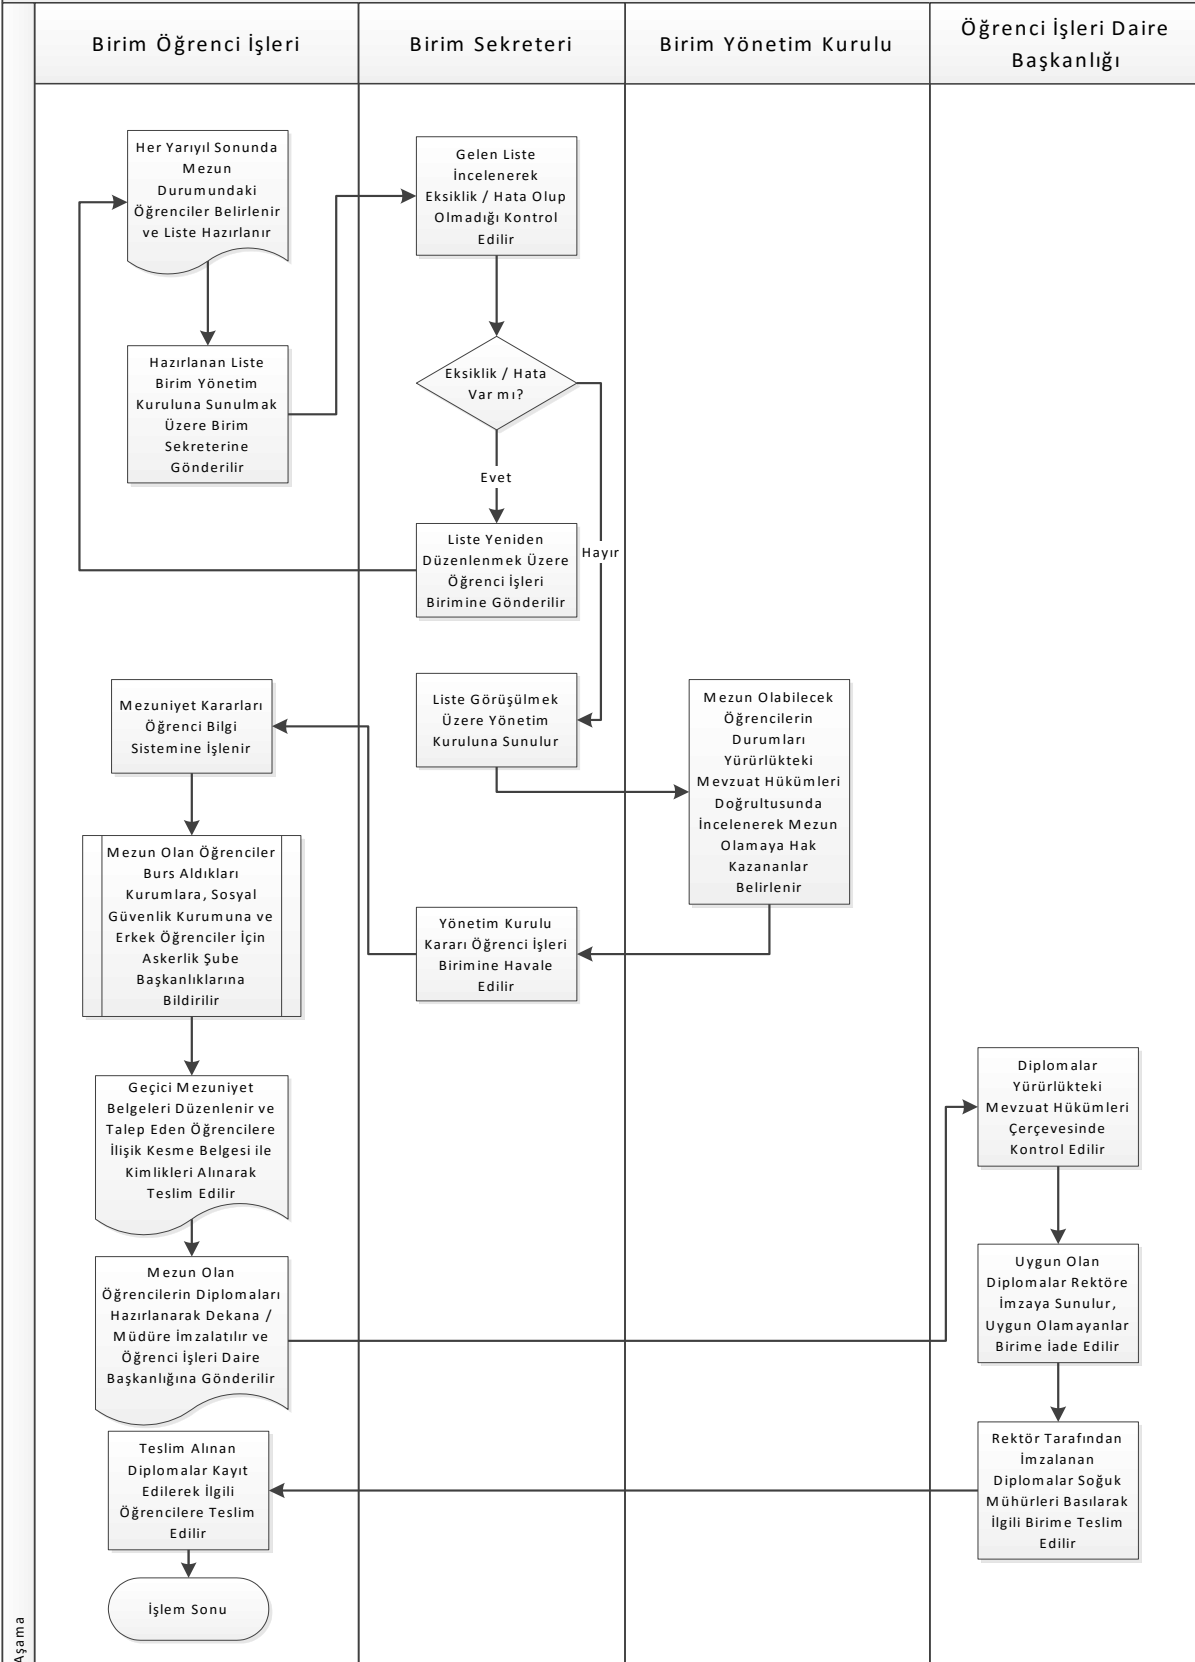 Birim Öğrenci İşleri
Birim Sekreteri
Birim Yönetim Kurulu
Öğrenci İşleri Daire
Başkanlığı
Her Yarıyıl Sonunda
Mezun
Durumundaki
Öğrenciler Belirlenir
ve Liste Hazırlanır
Gelen Liste
İncelenerek
Eksiklik / Hata Olup
Olmadığı Kontrol
Edilir
Hazırlanan Liste
Birim Yönetim
Kuruluna Sunulmak
Üzere Birim
Sekreterine
Gönderilir
Eksiklik / Hata
Var mı?
Evet
Hayır
Liste Yeniden
Düzenlenmek Üzere
Öğrenci İşleri
Birimine Gönderilir
Liste Görüşülmek
Üzere Yönetim
Kuruluna Sunulur
Mezun Olabilecek
Öğrencilerin
Durumları
Yürürlükteki
Mevzuat Hükümleri
Doğrultusunda
İncelenerek Mezun
Olamaya Hak
Kazananlar
Belirlenir
Yönetim Kurulu
Kararı Öğrenci İşleri
Birimine Havale
Edilir
Mezuniyet Kararları
Öğrenci Bilgi
Sistemine İşlenir
Mezun Olan Öğrenciler
Burs Aldıkları
Kurumlara, Sosyal
Güvenlik Kurumuna ve
Erkek Öğrenciler İçin
Askerlik Şube
Başkanlıklarına
Bildirilir
Geçici Mezuniyet
Belgeleri Düzenlenir ve
Talep Eden Öğrencilere
İlişik Kesme Belgesi ile
Kimlikleri Alınarak
Teslim Edilir
Mezun Olan
Öğrencilerin Diplomaları
Hazırlanarak Dekana /
Müdüre İmzalatılır ve
Öğrenci İşleri Daire
Başkanlığına Gönderilir
Diplomalar
Yürürlükteki
Mevzuat Hükümleri
Çerçevesinde
Kontrol Edilir
Uygun Olan
Diplomalar Rektöre
İmzaya Sunulur,
Uygun Olamayanlar
Birime İade Edilir
Rektör Tarafından
İmzalanan
Diplomalar Soğuk
Mühürleri Basılarak
İlgili Birime Teslim
Edilir
Teslim Alınan
Diplomalar Kayıt
Edilerek İlgili
Öğrencilere Teslim
Edilir
İşlem Sonu
Aşama